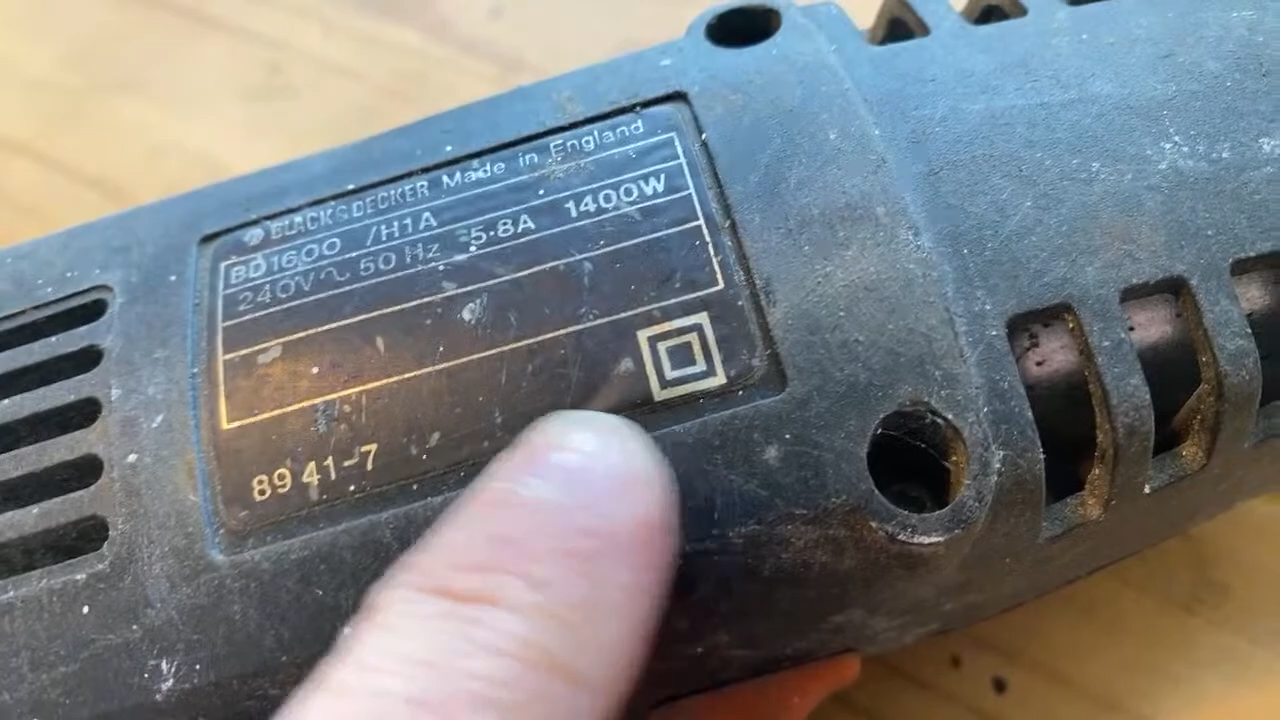 BLACK & DECKER Made in England
BD1600 /H1A
240V ~ 50 Hz 5·8A 1400W
89 41-7